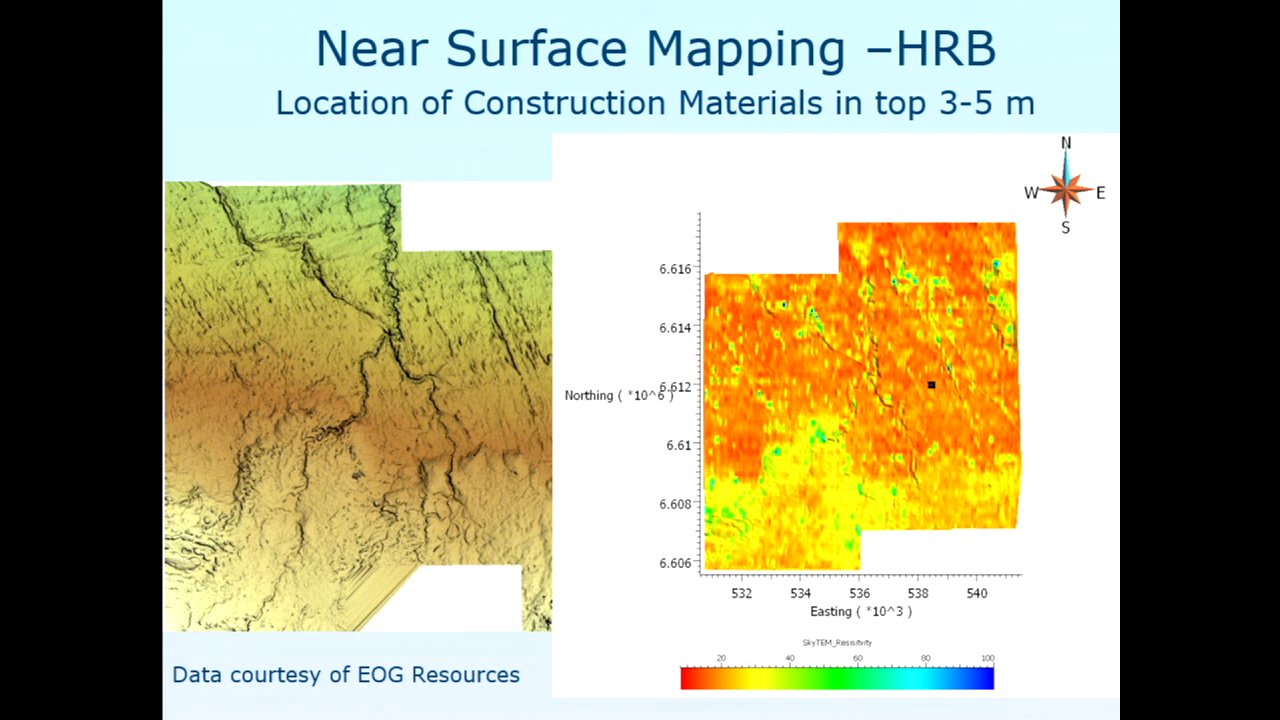 Near Surface Mapping –HRB
Location of Construction Materials in top 3-5 m
N
W E
S
6.616
6.614
6.612
Northing ( *10^6 )
6.61
6.608
6.606
532 534 536 538 540
Easting ( *10^3 )
SkyTEM_Resisitvity
20 40 60 80 100
Data courtesy of EOG Resources